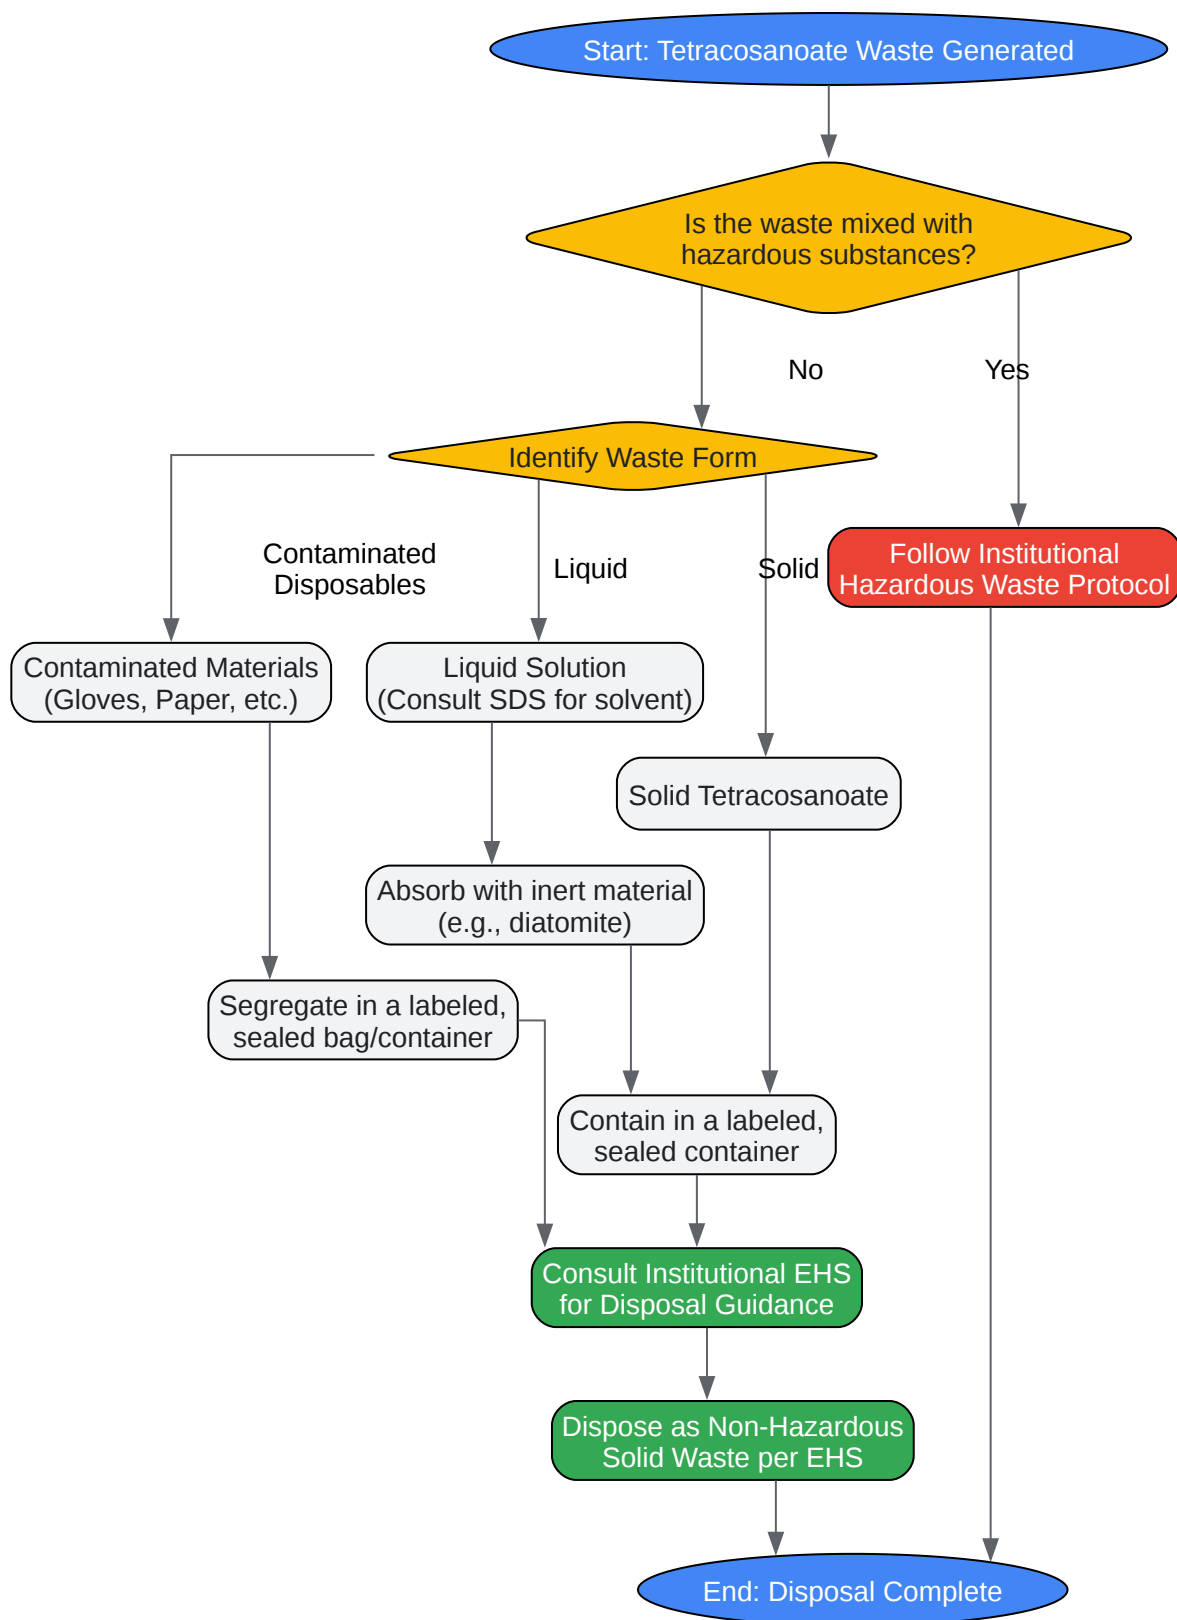 Start: Tetracosanoate Waste Generated
Is the waste mixed with
hazardous substances?
No
Yes
Identify Waste Form
Contaminated
Disposables
Liquid
Solid
Follow Institutional
Hazardous Waste Protocol
Contaminated Materials
(Gloves, Paper, etc.)
Liquid Solution
(Consult SDS for solvent)
Solid Tetracosanoate
Absorb with inert material
(e.g., diatomite)
Segregate in a labeled,
sealed bag/container
Contain in a labeled,
sealed container
Consult Institutional EHS
for Disposal Guidance
Dispose as Non-Hazardous
Solid Waste per EHS
End: Disposal Complete